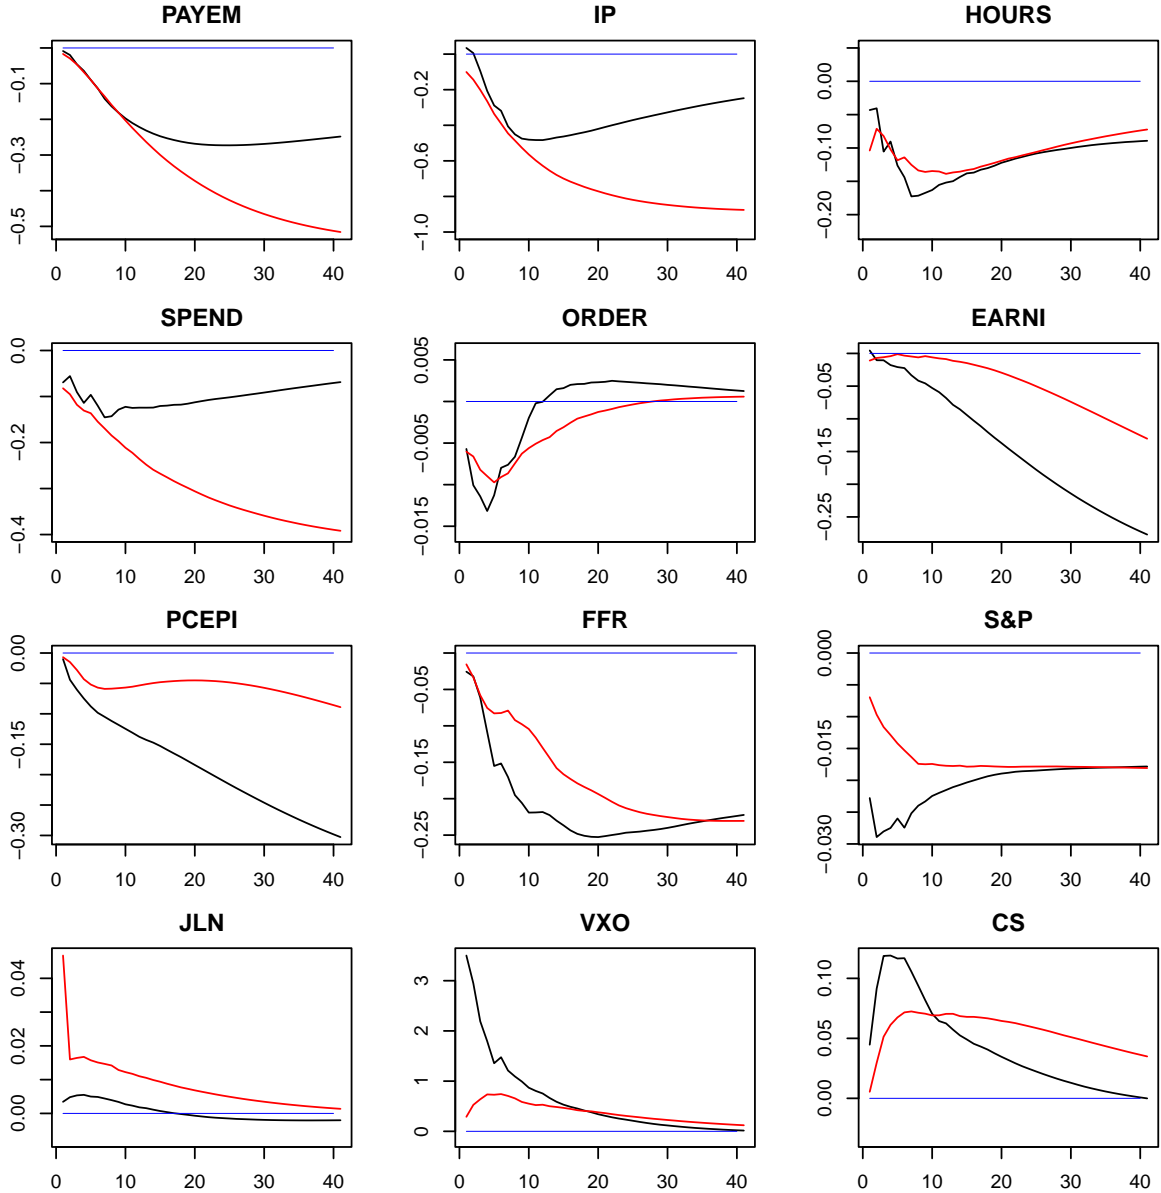 PAYEM IP HOURS
−0.5 −0.3 −0.1
−1.0 −0.6 −0.2
−0.20 −0.10 0.00
0 10 20 30 40
0 10 20 30 40
0 10 20 30 40
SPEND ORDER EARNI
−0.4 −0.2 0.0
−0.015 −0.005 0.005
−0.25 −0.15 −0.05
0 10 20 30 40
0 10 20 30 40
0 10 20 30 40
PCEPI FFR S&P
−0.30 −0.15 0.00
−0.25 −0.15 −0.05
−0.030 −0.015 0.000
0 10 20 30 40
0 10 20 30 40
0 10 20 30 40
JLN VXO CS
0.00 0.02 0.04
0 1 2 3
0.00 0.05 0.10
0 10 20 30 40
0 10 20 30 40
0 10 20 30 40